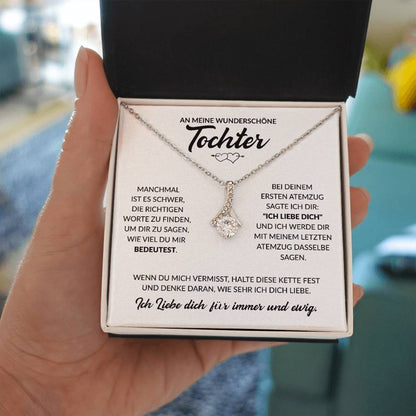 AN MEINE WUNDERSCHÖNE
Tochter
MANCHMAL
IST ES SCHWER,
DIE RICHTIGEN
WORTE ZU FINDEN,
UM DIR ZU SAGEN,
WIE VIEL DU MIR
BEDEUTEST.
BEI DEINEM
ERSTEN ATEMZUG
SAGTE ICH DIR:
"ICH LIEBE DICH"
UND ICH WERDE DIR
MIT MEINEM LETZTEN
ATEMZUG DASSELBE
SAGEN.
WENN DU MICH VERMISST, HALTE DIESE KETTE FEST
UND DENKE DARAN, WIE SEHR ICH DICH LIEBE.
Ich Liebe dich für immer und ewig.